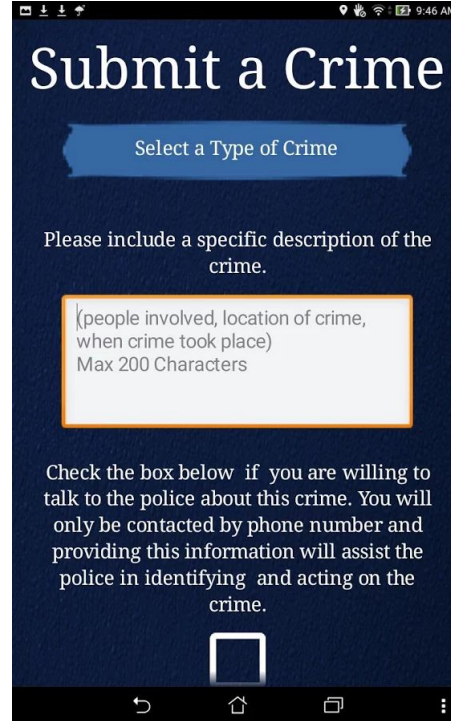 9:46 AM
Submit a Crime
Select a Type of Crime
Please include a specific description of the
crime.
(people involved, location of crime,
when crime took place)
Max 200 Characters
Check the box below if you are willing to
talk to the police about this crime. You will
only be contacted by phone number and
providing this information will assist the
police in identifying and acting on the
crime.